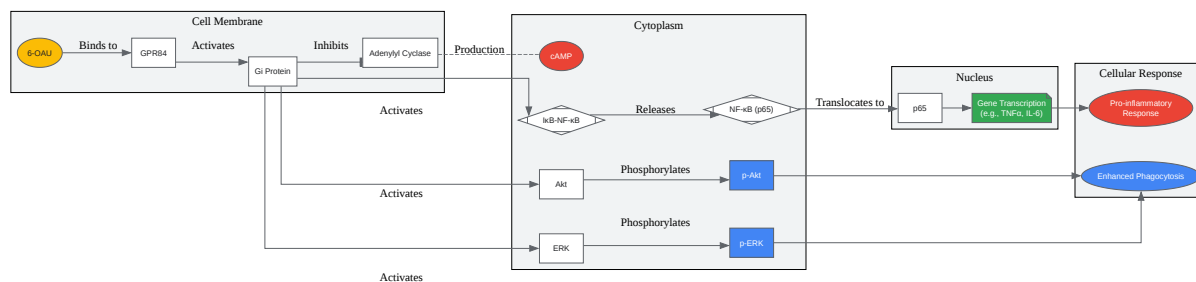 Cell Membrane
6-OAU
Binds to
GPR84
Activates
Gi Protein
Inhibits
Adenylyl Cyclase
Production
Activates
Activates
Activates
Cytoplasm
cAMP
IκB-NF-κB
Releases
NF-κB (p65)
Akt
Phosphorylates
p-Akt
ERK
Phosphorylates
p-ERK
Translocates to
Nucleus
p65
Gene Transcription
(e.g., TNFα, IL-6)
Cellular Response
Pro-inflammatory
Response
Enhanced Phagocytosis